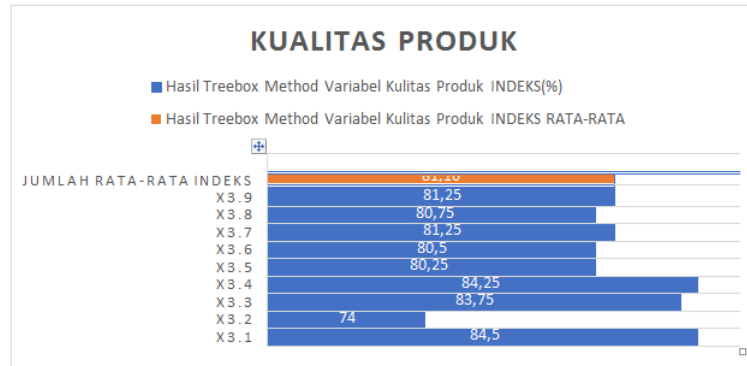 KUALITAS PRODUK
Hasil Treebox Method Variabel Kulitas Produk INDEKS(%)
Hasil Treebox Method Variabel Kulitas Produk INDEKS RATA-RATA
JUMLAH RATA-RATA INDEKS 81,10
X3.9 81,25
X3.8 80,75
X3.7 81,25
X3.6 80,5
X3.5 80,25
X3.4 84,25
X3.3 83,75
X3.2 74
X3.1 84,5